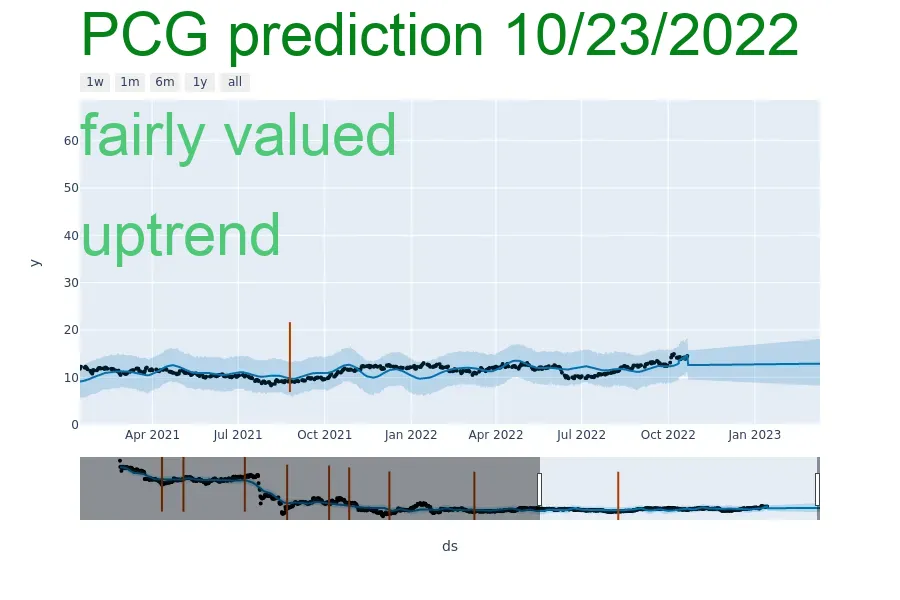 PCG prediction 10/23/2022
1w 1m 6m 1y all
fairly valued
uptrend
60
50
40
30
20
10
0
y
Apr 2021 Jul 2021 Oct 2021 Jan 2022 Apr 2022 Jul 2022 Oct 2022 Jan 2023
ds